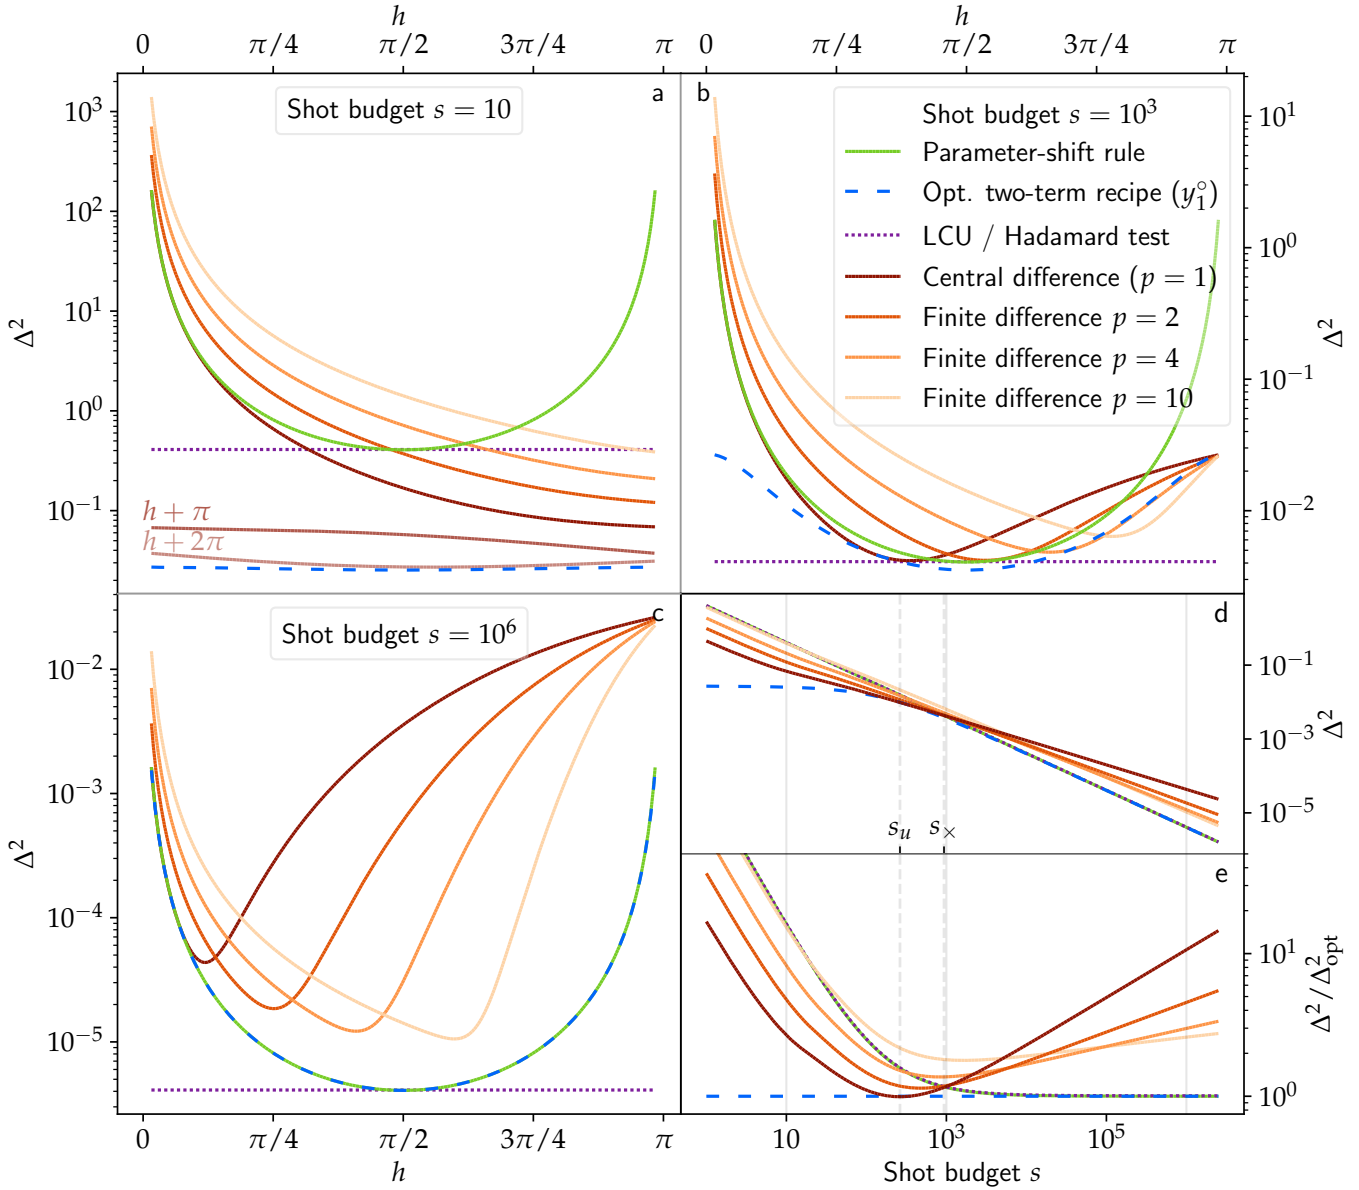 h
h
0 π/4 π/2 3π/4 π
0 π/4 π/2 3π/4 π
Shot budget s = 10
a
10³
10²
10¹
10⁰
10⁻¹
Δ²
h + π
h + 2π
b
Shot budget s = 10³
Parameter-shift rule
Opt. two-term recipe (y₁°)
LCU / Hadamard test
Central difference (p = 1)
Finite difference p = 2
Finite difference p = 4
Finite difference p = 10
10¹
10⁰
10⁻¹
10⁻²
Δ²
Shot budget s = 10⁶
c
10⁻²
10⁻³
10⁻⁴
10⁻⁵
Δ²
0 π/4 π/2 3π/4 π
h
d
10⁻¹
10⁻³
10⁻⁵
Δ²
sᵤ s×
e
10¹
10⁰
Δ²/Δ²opt
10 10³ 10⁵
Shot budget s